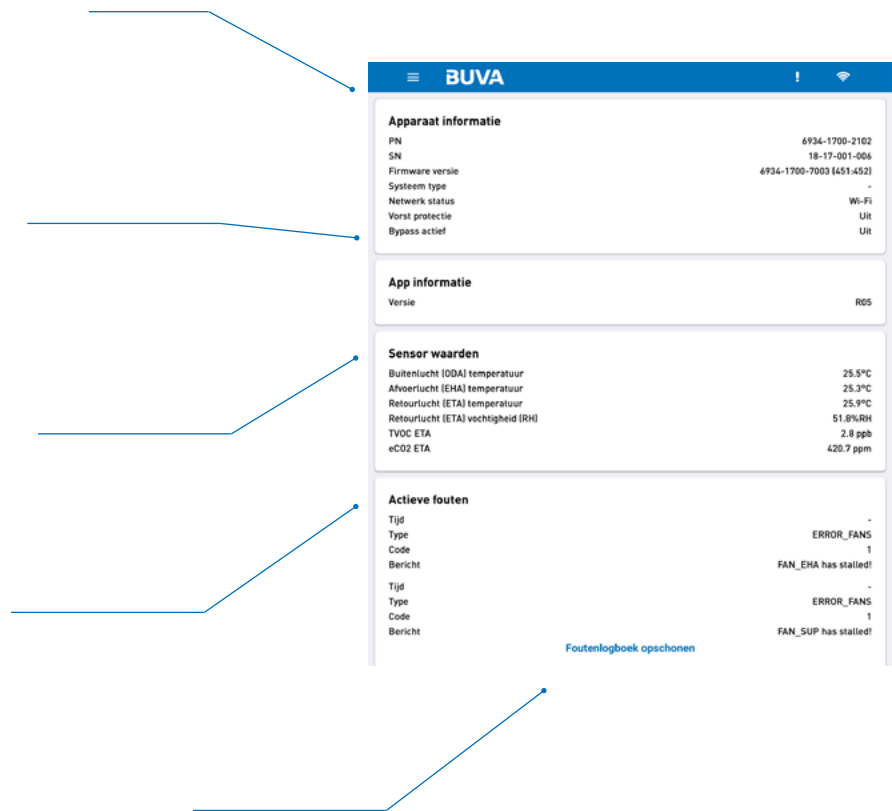 BUVA
Apparaat informatie
PN 6934-1700-2102
SN 18-17-001-006
Firmware versie 6934-1700-7003 (451:452)
Systeem type -
Netwerk status Wi-Fi
Vorst protectie Uit
Bypass actief Uit
App informatie
Versie R05
Sensor waarden
Buitenlucht (ODA) temperatuur 25.5°C
Afvoerlucht (EHA) temperatuur 25.3°C
Retourlucht (ETA) temperatuur 25.9°C
Retourlucht (ETA) vochtigheid (RH) 51.8%RH
TVOC ETA 2.8 ppb
eCO2 ETA 420.7 ppm
Actieve fouten
Tijd -
Type ERROR_FANS
Code 1
Bericht FAN_EHA has stalled!
Tijd -
Type ERROR_FANS
Code 1
Bericht FAN_SUP has stalled!
Foutenlogboek opschonen